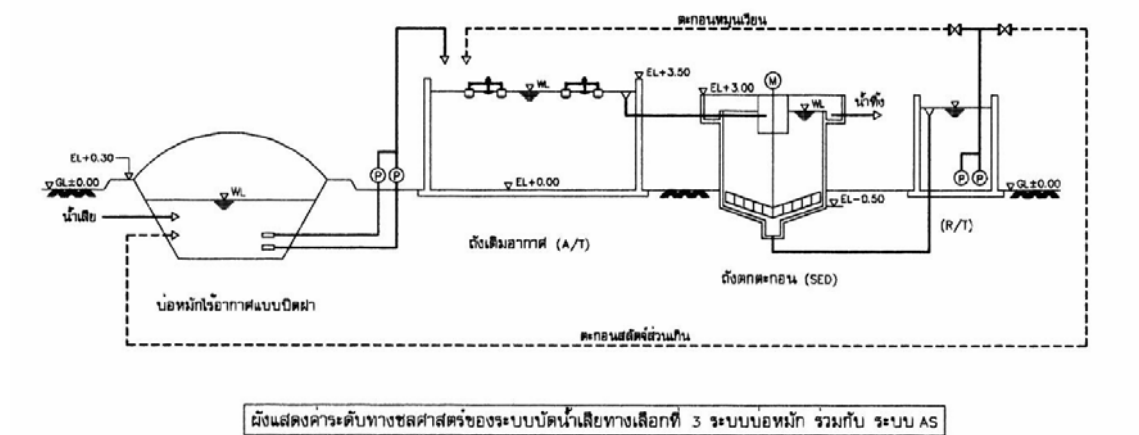 ตะกอนหมุนเวียน
EL+3.50
WL
EL+3.00
M
WL
น้ำทิ้ง
EL+0.30
GL±0.00
WL
P P
EL+0.00
P P
GL±0.00
น้ำเสีย
EL-0.50
(R/T)
ถังเติมอากาศ (A/T)
ถังตกตะกอน (SED)
บ่อหมักไร้อากาศแบบปิดฝา
ตะกอนสลัดจ์ส่วนเกิน
ผังแสดงค่าระดับทางชลศาสตร์ของระบบบัดน้ำเสียทางเลือกที่ 3 ระบบบ่อหมัก ร่วมกับ ระบบ AS